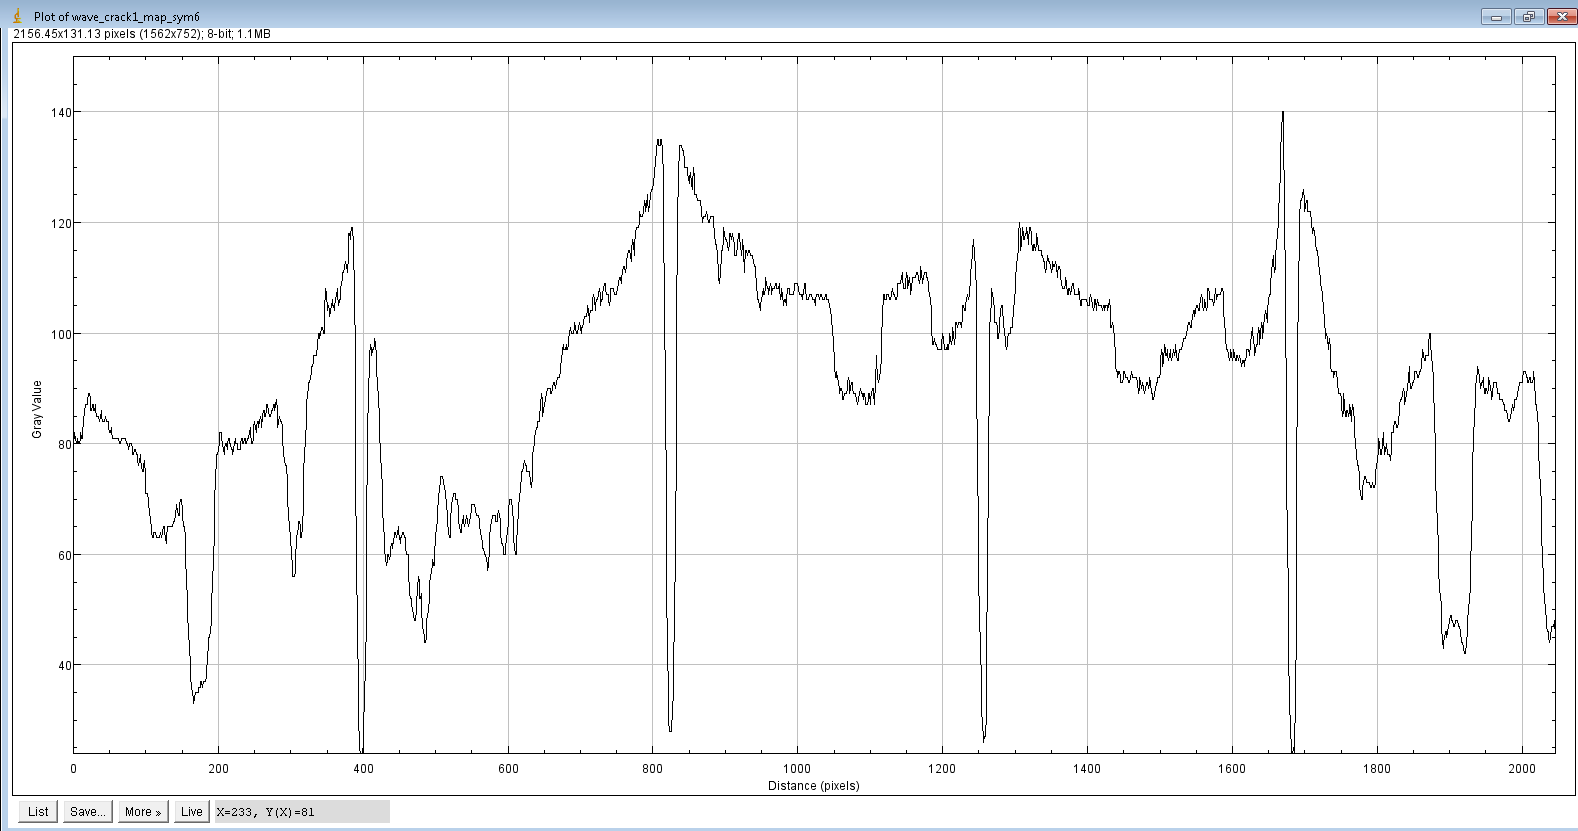 Plot of wave_crack1_map_sym6
2156.45x131.13 pixels (1562x752); 8-bit; 1.1MB
140
120
100
80
60
40
Gray Value
0 200 400 600 800 1000 1200 1400 1600 1800 2000
Distance (pixels)
List Save... More » Live X=233, Y(X)=81